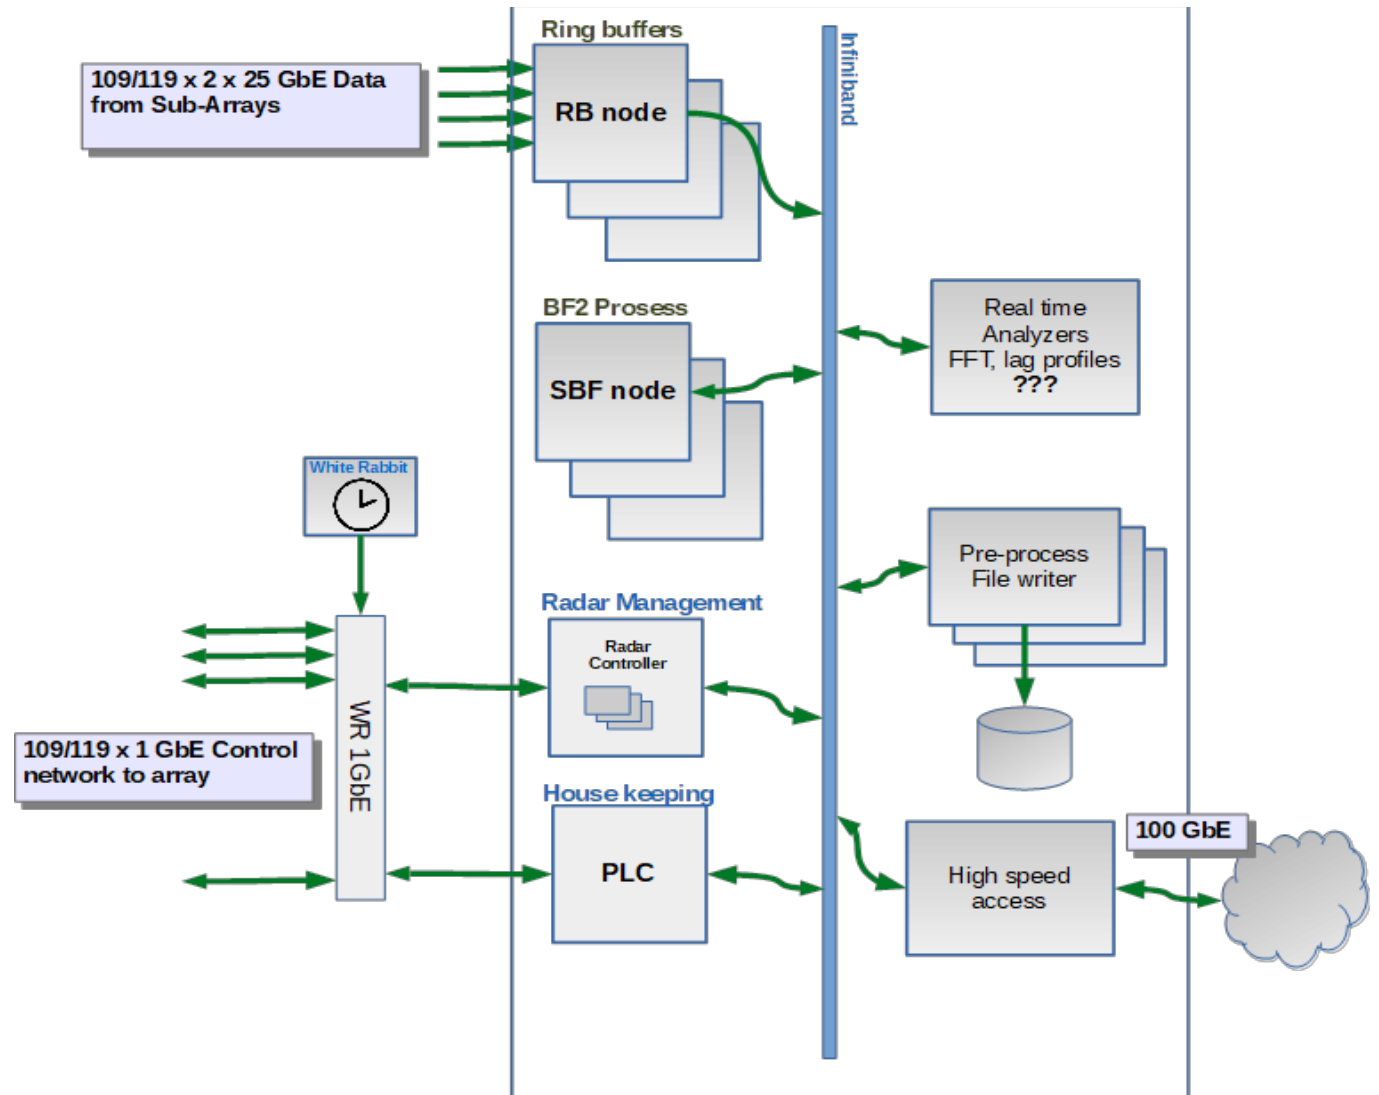 Ring buffers
109/119 x 2 x 25 GbE Data
from Sub-Arrays
RB node
Infiniband
BF2 Prosess
SBF node
Real time
Analyzers
FFT, lag profiles
???
White Rabbit
WR 1GbE
109/119 x 1 GbE Control
network to array
Radar Management
Radar
Controller
House keeping
PLC
Pre-process
File writer
High speed
access
100 GbE